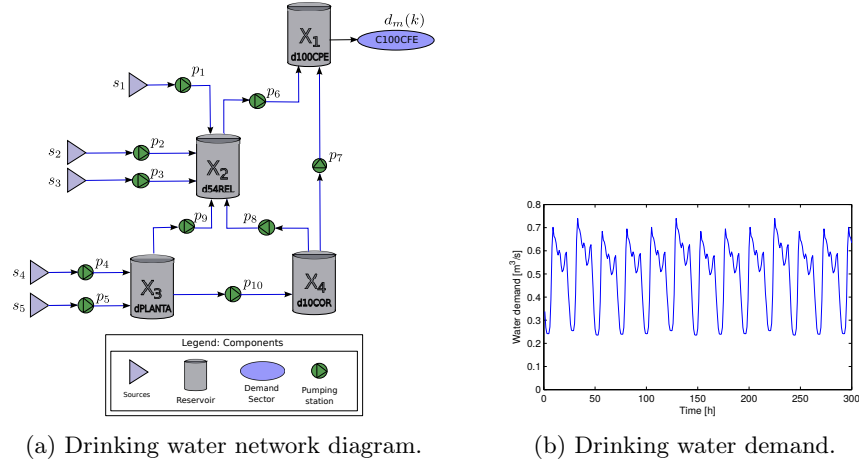 d_m(k)
X₁
d100CPE
C100CFE
s₁
p₁
p₆
s₂
p₂
X₂
d54REL
s₃
p₃
p₇
p₉
p₈
s₄
p₄
X₃
dPLANTA
p₁₀
X₄
d10COR
s₅
p₅
Legend: Components
Sources
Reservoir
Demand
Sector
Pumping
station
(a) Drinking water network diagram.
Water demand [m³/s]
0.8
0.7
0.6
0.5
0.4
0.3
0.2
0.1
0
0 50 100 150 200 250 300
Time [h]
(b) Drinking water demand.